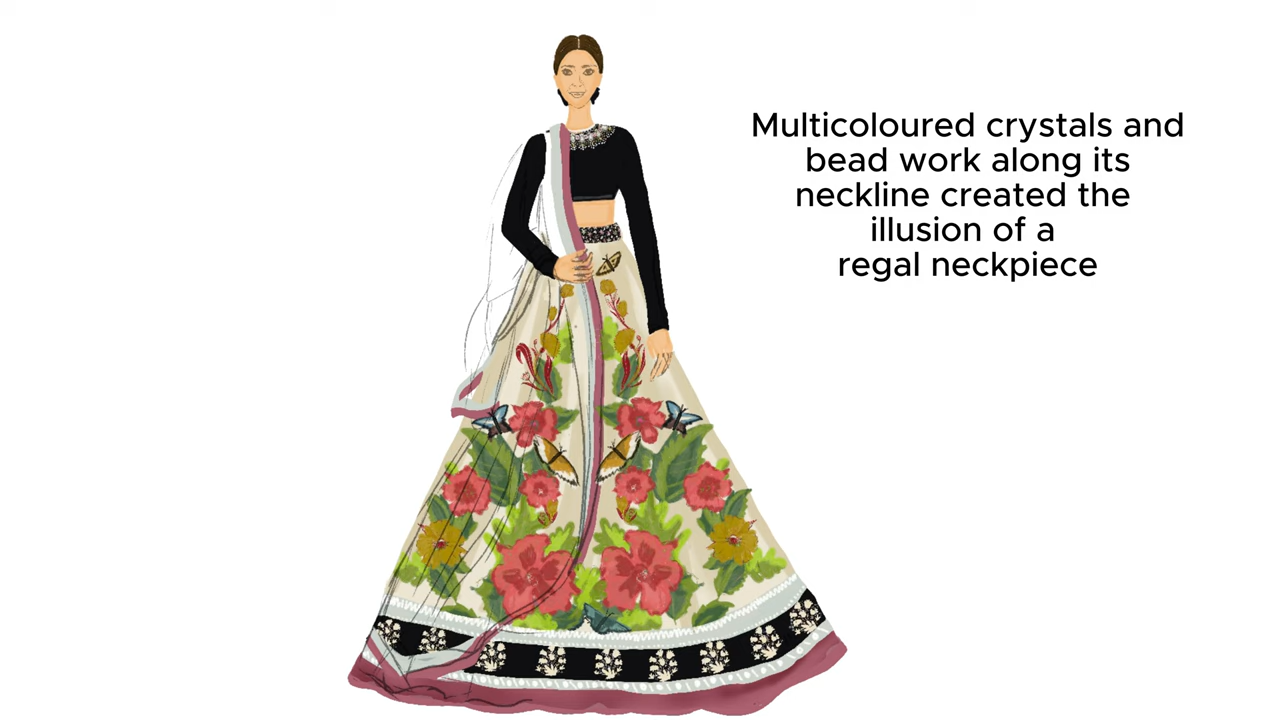 Multicoloured crystals and
bead work along its
neckline created the
illusion of a
regal neckpiece